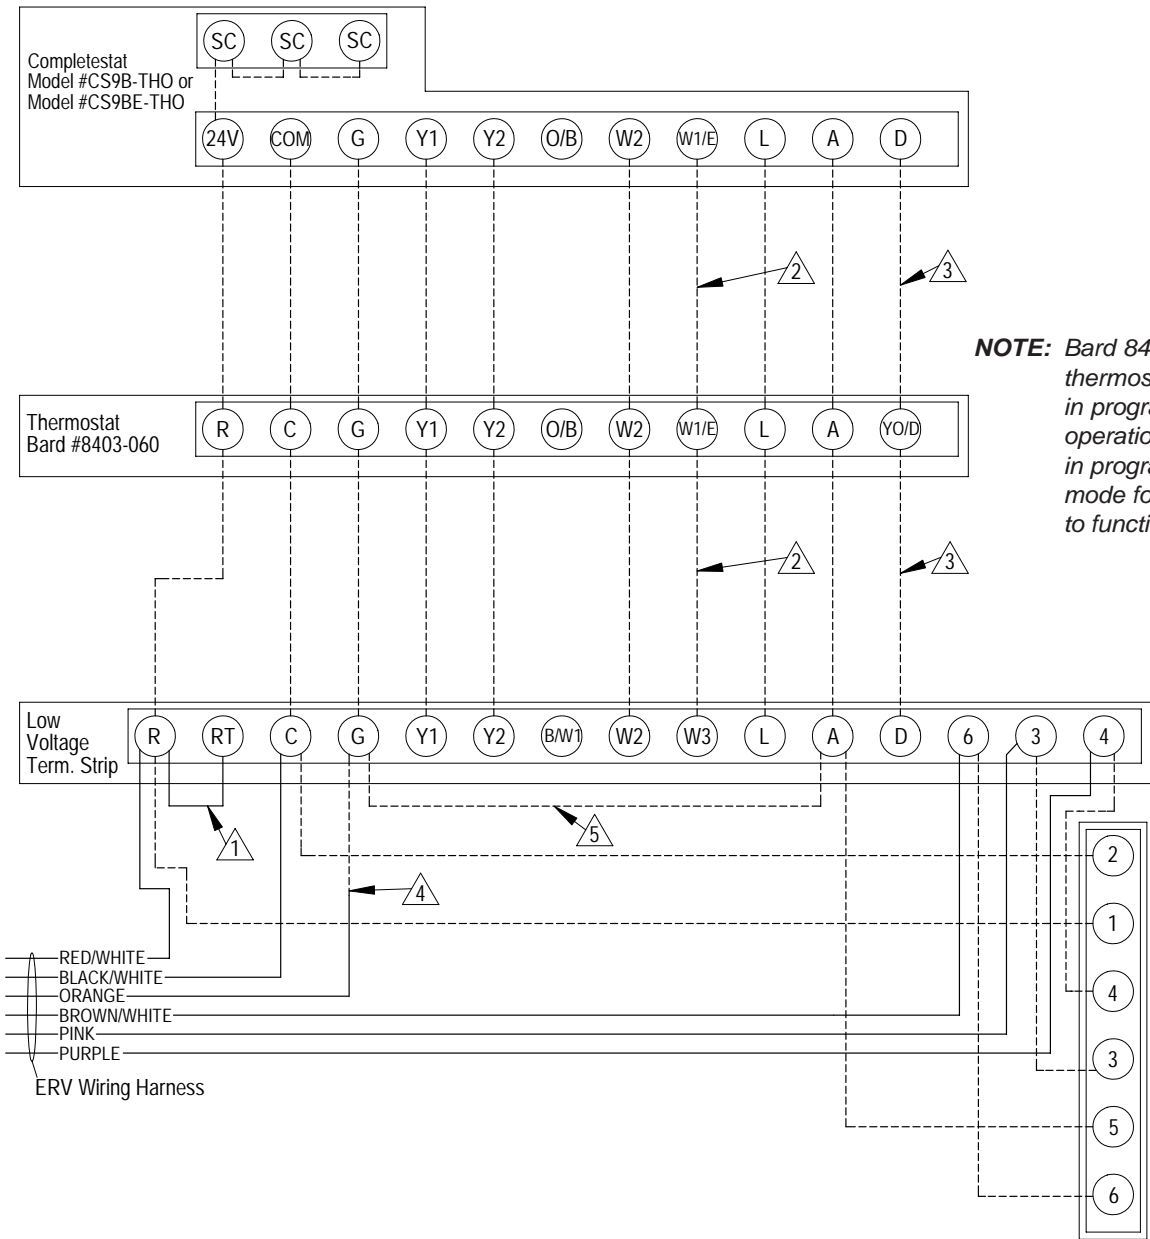 SC SC SC
Completestat
Model #CS9B-THO or
Model #CS9BE-THO
24V COM G Y1 Y2 O/B W2 W1/E L A D
2 3
NOTE: Bard 84
thermos
in progra
operatio
in progra
mode fo
to functi
Thermostat
Bard #8403-060
R C G Y1 Y2 O/B W2 W1/E L A YO/D
2 3
Low
Voltage
Term. Strip
R RT C G Y1 Y2 B/W1 W2 W3 L A D 6 3 4
1 5
4
2
1
4
3
5
6
RED/WHITE
BLACK/WHITE
ORANGE
BROWN/WHITE
PINK
PURPLE
ERV Wiring Harness